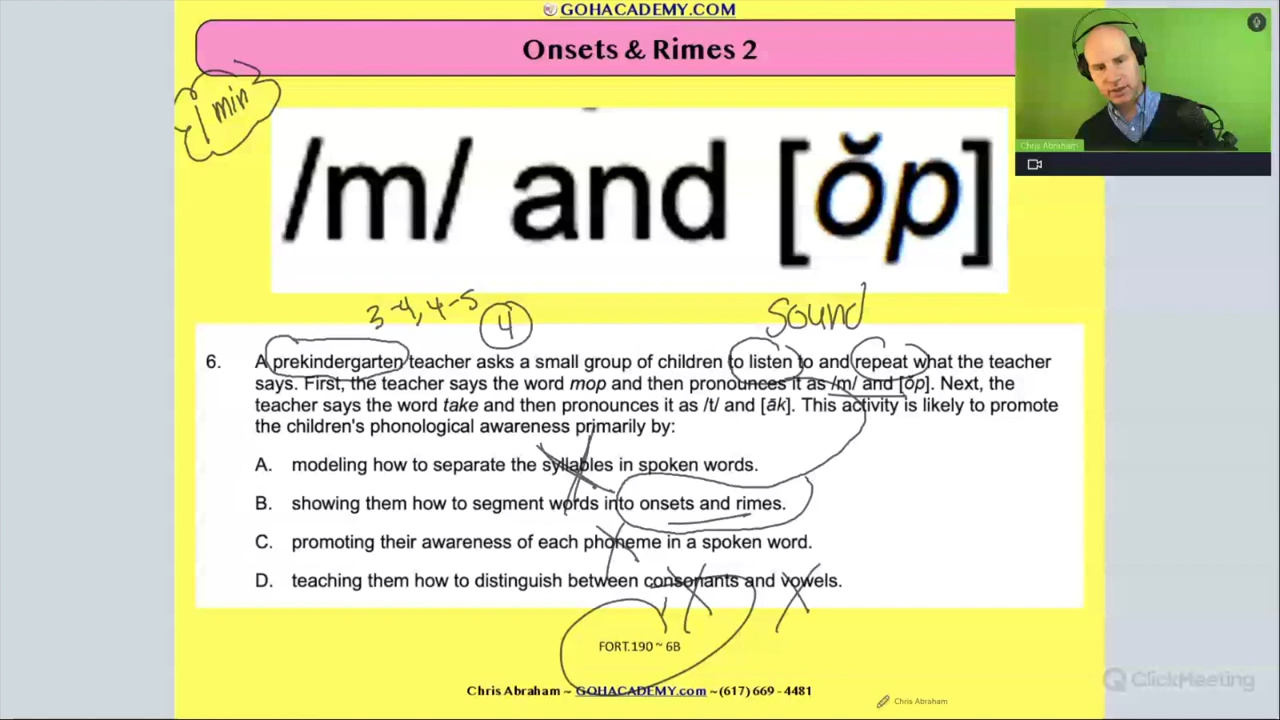 GOHACADEMY.COM
Onsets & Rimes 2
1 min
/m/ and [ŏp]
Chris Abraham
3-4, 4-5 4
sound
6. A prekindergarten teacher asks a small group of children to listen to and repeat what the teacher
says. First, the teacher says the word mop and then pronounces it as /m/ and [ŏp]. Next, the
teacher says the word take and then pronounces it as /t/ and [āk]. This activity is likely to promote
the children's phonological awareness primarily by:
A. modeling how to separate the syllables in spoken words.
B. showing them how to segment words into onsets and rimes.
C. promoting their awareness of each phoneme in a spoken word.
D. teaching them how to distinguish between consonants and vowels.
FORT.190 ~ 6B
Chris Abraham ~ GOHACADEMY.com ~(617) 669 - 4481
Chris Abraham
ClickMeeting